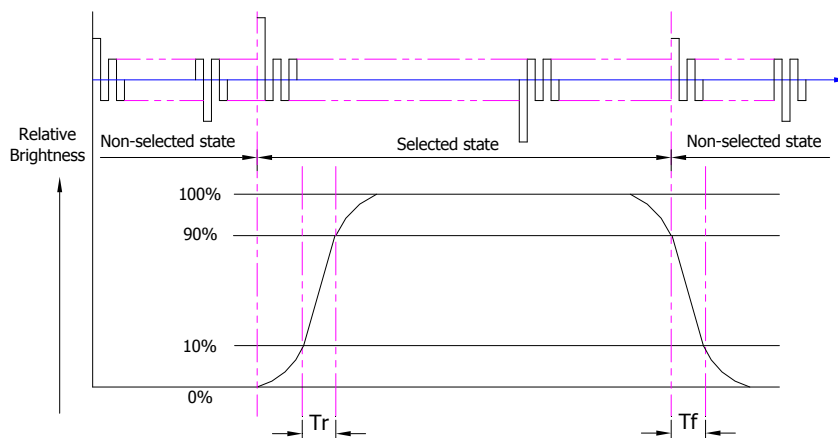 Relative
Brightness
Non-selected state
Selected state
Non-selected state
100%
90%
10%
0%
Tr
Tf